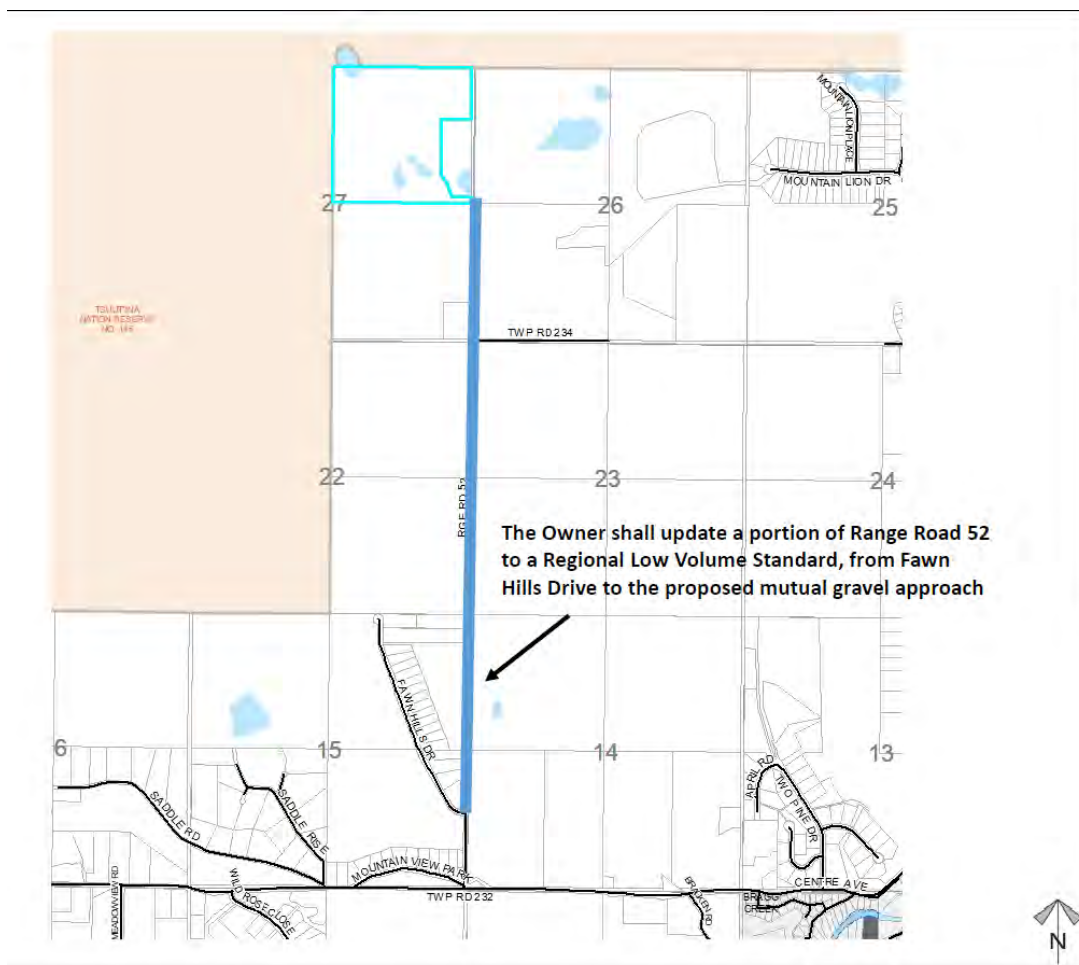 MOUNTAIN LION PLACE
MOUNTAIN LION DR
27
26
25
TSUUT'INA
NATION RESERVE
TWP RD 234
22
RGE RD 52
23
24
The Owner shall update a portion of Range Road 52
to a Regional Low Volume Standard, from Fawn
Hills Drive to the proposed mutual gravel approach
FAWN HILLS DR
6
15
14
13
SADDLE RD
SADDLE RISE
APRIL RD
TWO PINE DR
MOUNTAIN VIEW PARK
MEADOWVIEW RD
WILD ROSE CLOSE
TWP RD 232
BRACKEN RD
BRAGG
CREEK
CENTRE AVE
N